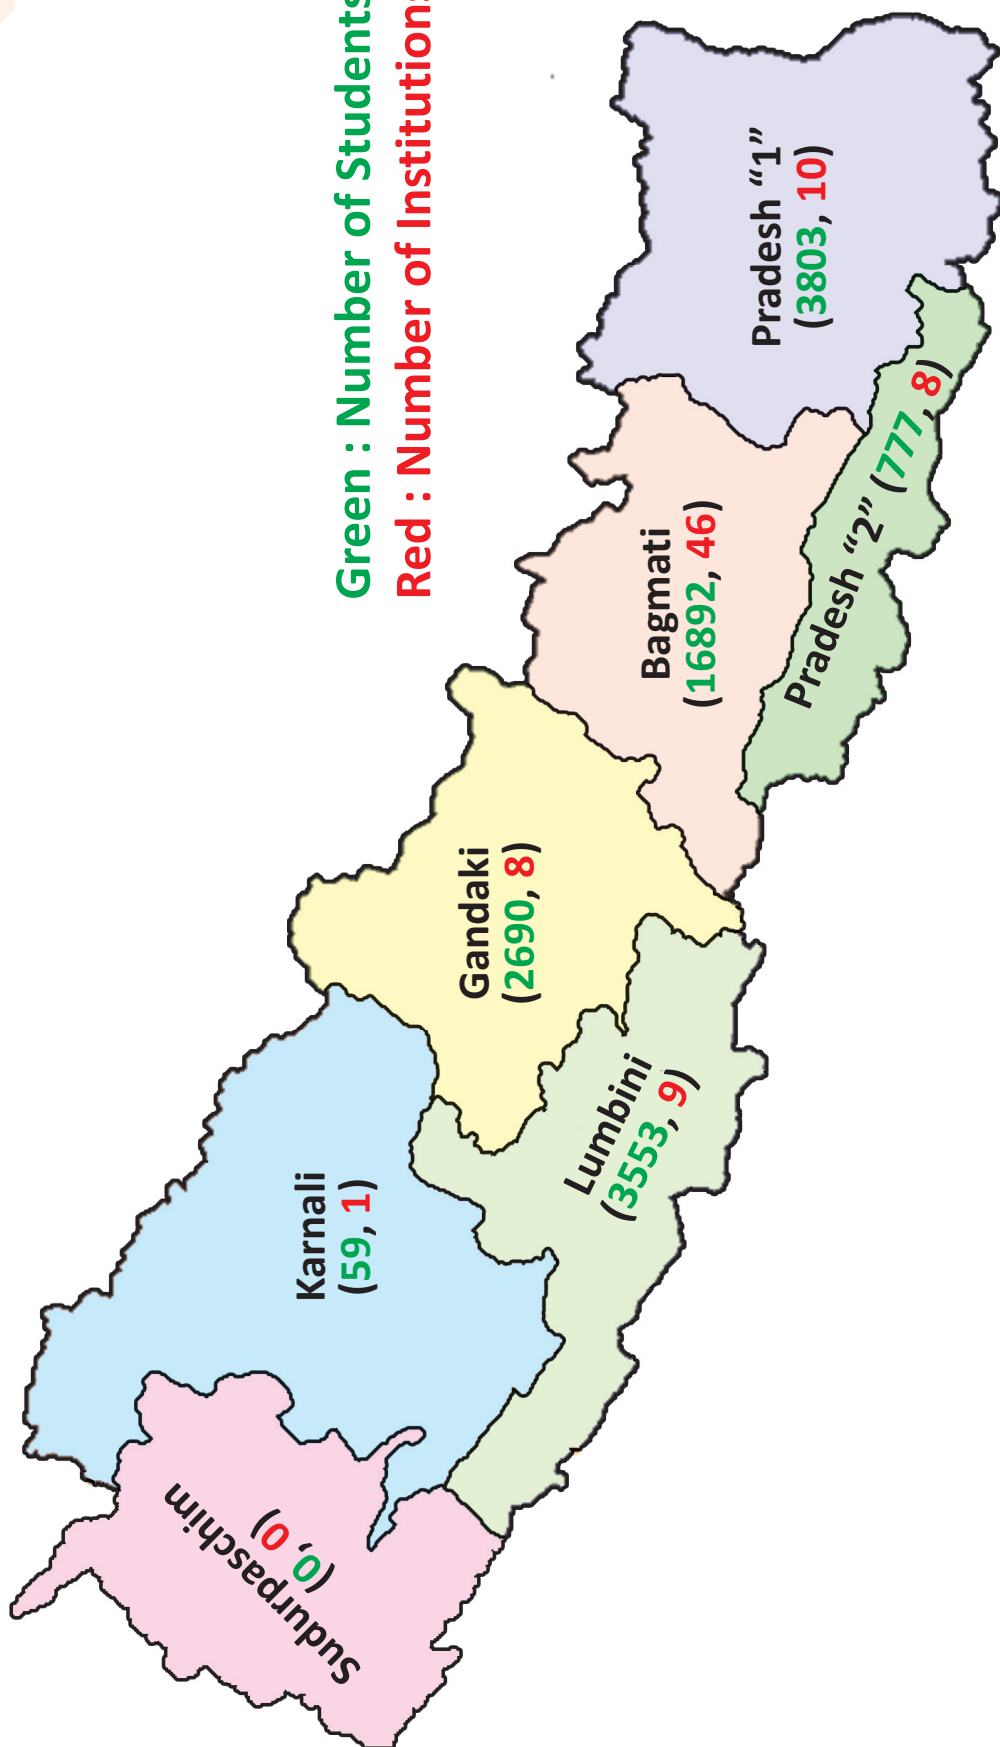 Green : Number of Students
Red : Number of Institutions
Sudurpaschim
(0, 0)
Karnali
(59, 1)
Gandaki
(2690, 8)
Lumbini
(3553, 9)
Bagmati
(16892, 46)
Pradesh “1”
(3803, 10)
Pradesh “2” (777, 8)